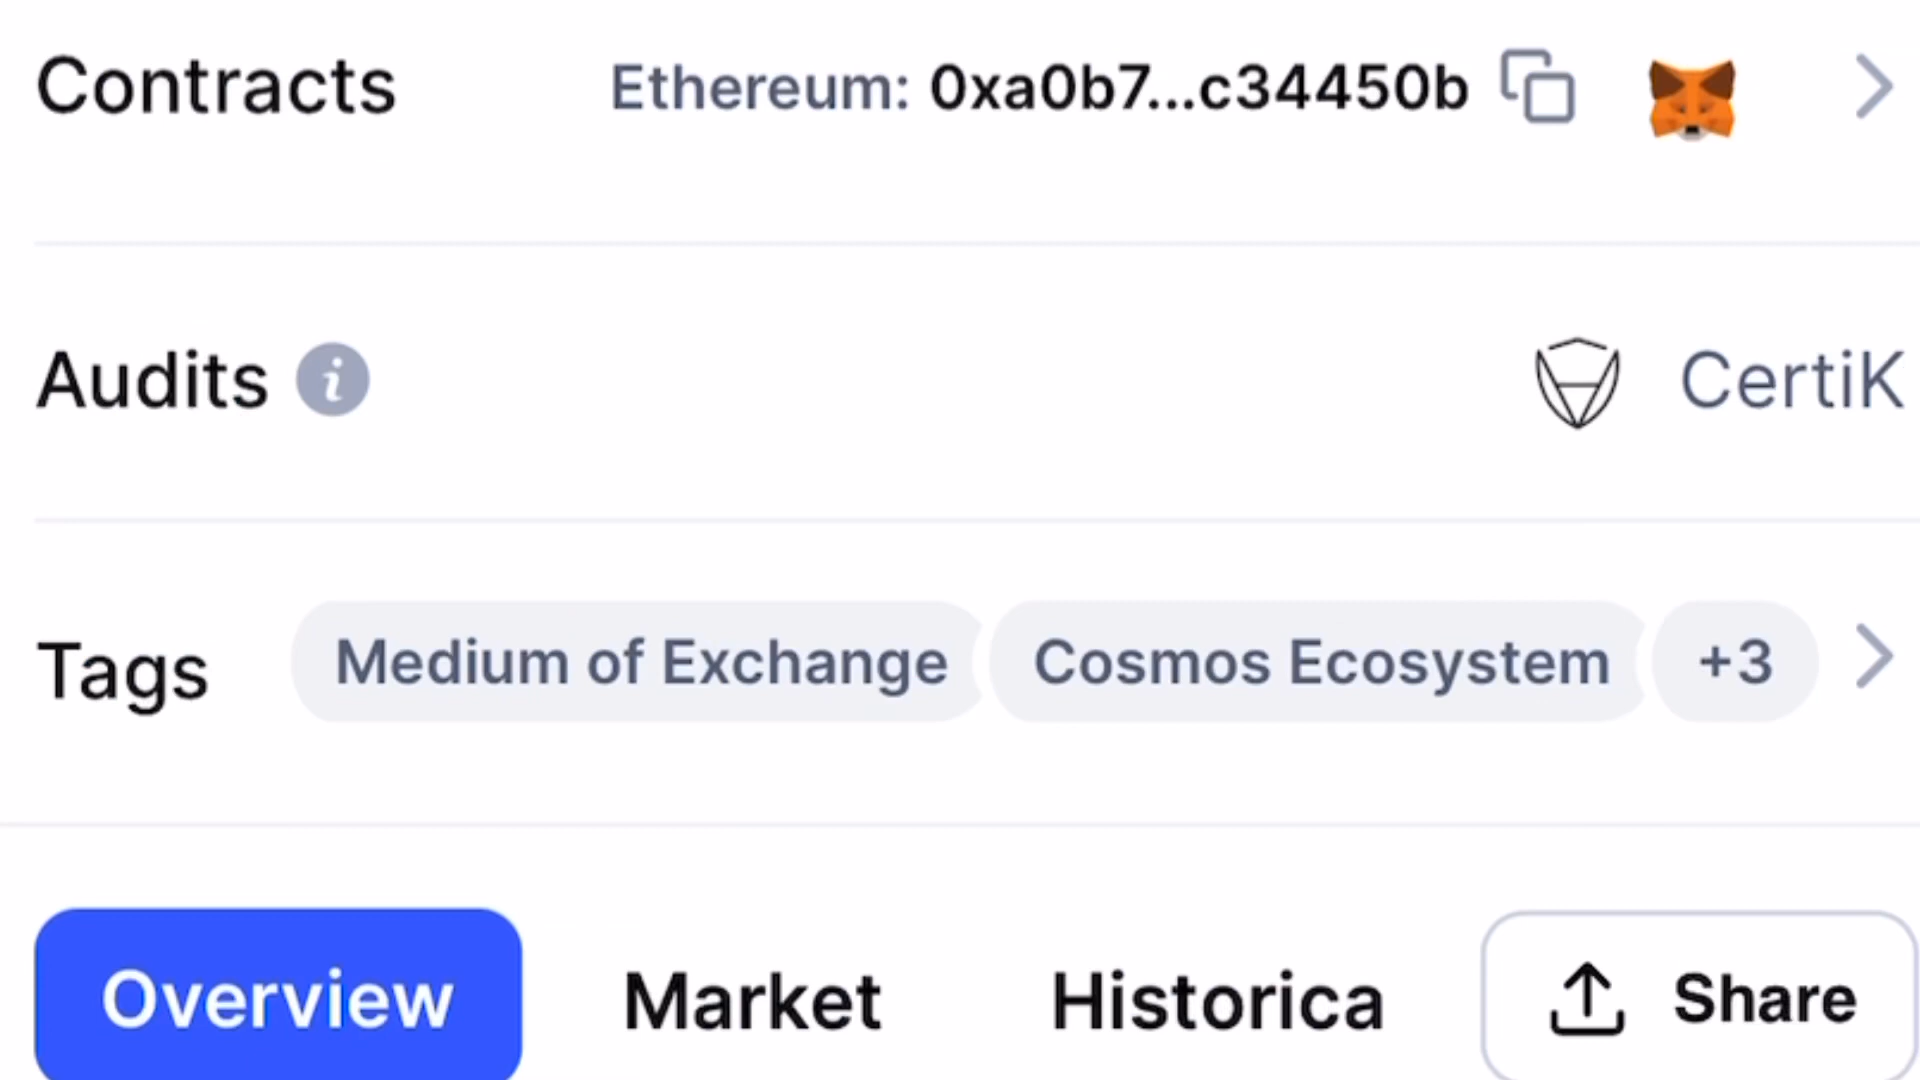 Contracts Ethereum: 0xa0b7...c34450b
Audits CertiK
Tags Medium of Exchange Cosmos Ecosystem +3
Overview Market Historica Share